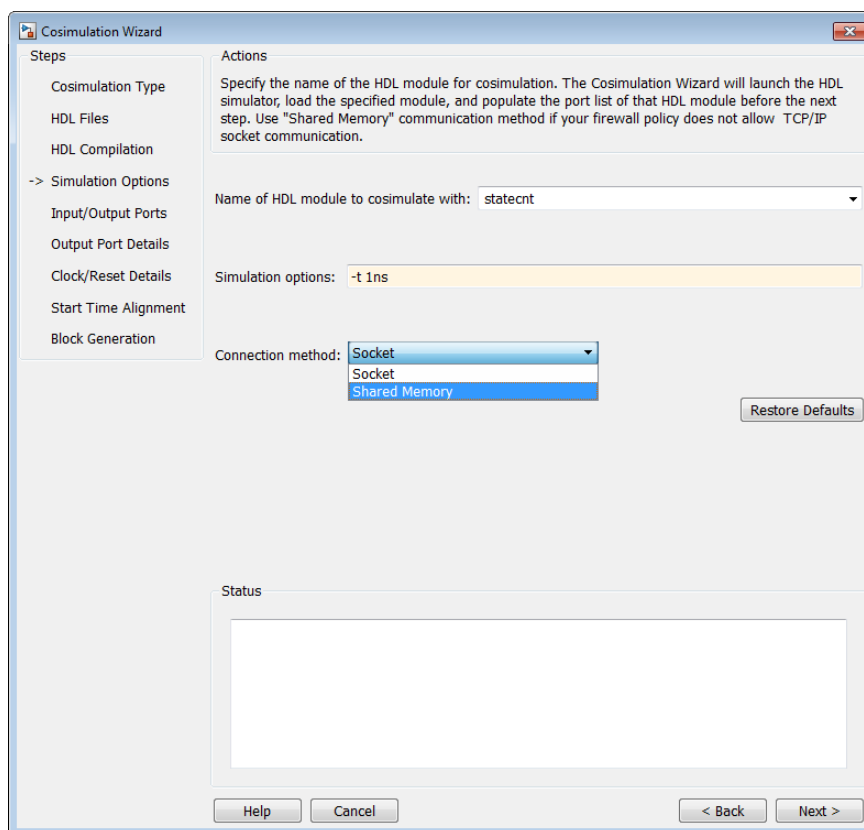 Cosimulation Wizard
Steps
Cosimulation Type
HDL Files
HDL Compilation
-> Simulation Options
Input/Output Ports
Output Port Details
Clock/Reset Details
Start Time Alignment
Block Generation
Actions
Specify the name of the HDL module for cosimulation. The Cosimulation Wizard will launch the HDL
simulator, load the specified module, and populate the port list of that HDL module before the next
step. Use "Shared Memory" communication method if your firewall policy does not allow TCP/IP
socket communication.
Name of HDL module to cosimulate with: statecnt
Simulation options: -t 1ns
Connection method: Socket
Socket
Shared Memory
Restore Defaults
Status
Help Cancel < Back Next >